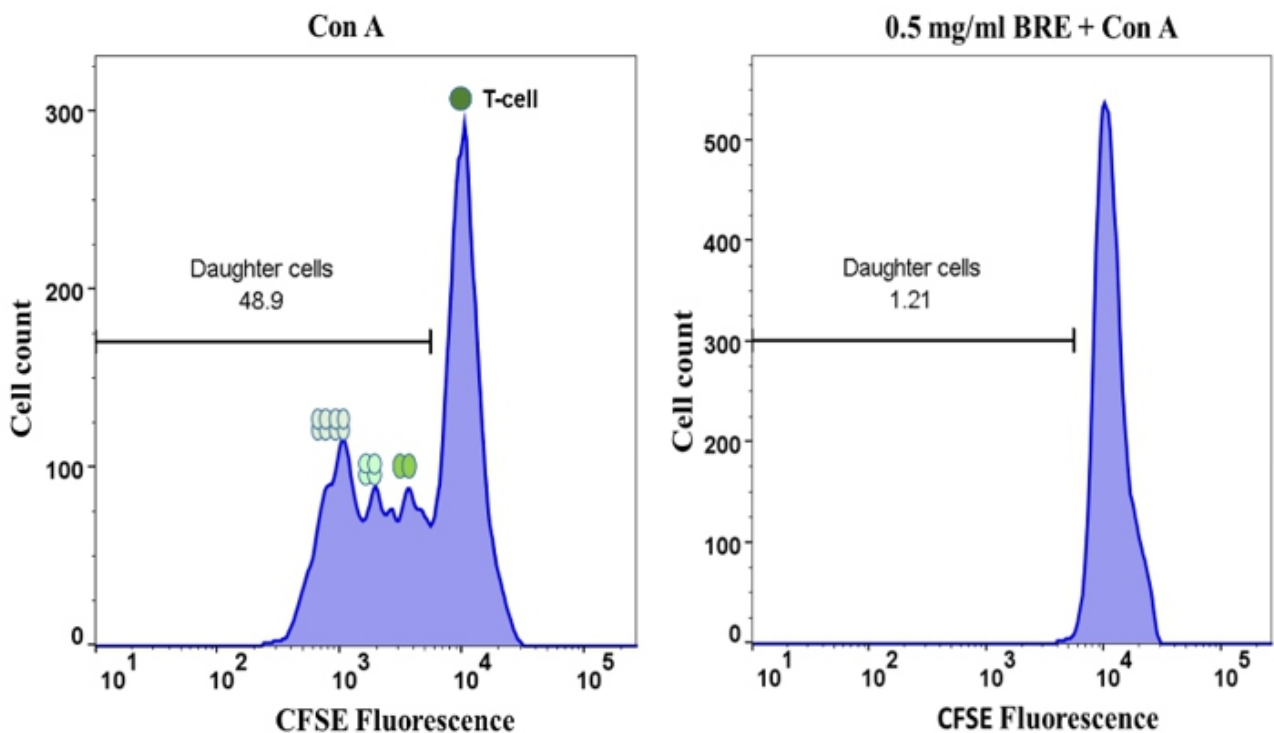 Con A
T-cell
300
200
100
0
Daughter cells
48.9
Cell count
10 1
10 2
10 3
10 4
10 5
CFSE Fluorescence
0.5 mg/ml BRE + Con A
500
400
300
200
100
0
Daughter cells
1.21
Cell count
10 1
10 2
10 3
10 4
10 5
CFSE Fluorescence